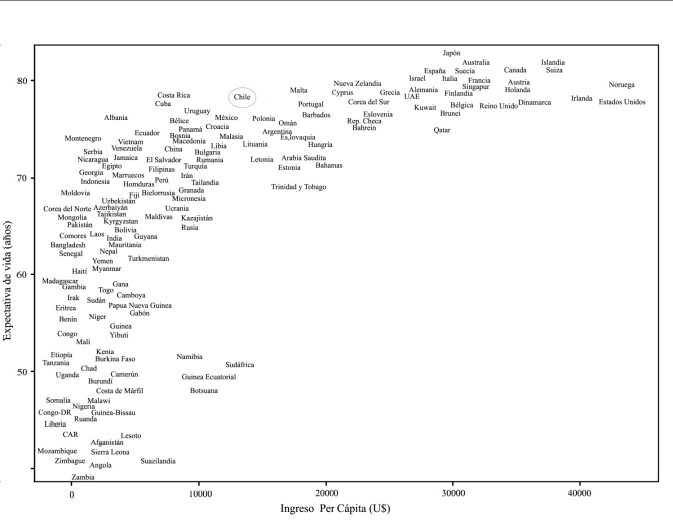 Japón
Australia
Islandia
España
Suecia
Canada
Suiza
80
Israel
Italia
Francia
Austria
Nueva Zelandia
Singapur
Noruega
Malta
Cyprus
Grecia
Alemania
Finlandia
Holanda
Costa Rica
Chile
UAE
Cuba
Portugal
Corea del Sur
Kuwait
Bélgica
Reino Unido
Dinamarca
Irlanda
Estados Unidos
Uruguay
Barbados
Eslovenia
Brunei
Albania
Bélice
México
Polonia
Omán
Rep. Checa
Panamá
Croacia
Bahrein
Qatar
Ecuador
Bosnia
Malasia
Argentina
Es,lovaquia
Montenegro
Vietnam
Macedonia
Libia
Lituania
Hungria
Venezuela
China
Serbia
Bulgaria
Nicaragua
Jamaica
El Salvador
Rumania
Letonia
Arabia Saudita
Egipto
Turquía
Estonia
Bahamas
Georgia
Marruecos
Filipinas
Irán
70
Indonesia
Homduras
Perú
Tailandia
Trinidad y Tobago
Moldovia
Fiji
Bielorrusia
Granada
Uzbekistán
Micronesia
Corea del Norte
Azerbaiyán
Ucrania
Mongolia
Tajikistan
Maldivas
Kazajistán
Pakistán
Kyrgyzstan
Rusia
Comores
Laos
Bolivia
India
Guyana
Bangladesh
Mauritania
Senegal
Nepal
Yemen
Turkmenistan
Haití
Myanmar
60
Madagascar
Gambia
Gana
Togo
Irak
Sudán
Camboya
Eritrea
Papua Nueva Guinea
Gabón
Benín
Niger
Guinea
Congo
Yibuti
Malí
Etiopía
Kenia
Namibia
Tanzania
Burkina Faso
Sudáfrica
Chad
50
Uganda
Camerún
Guinea Ecuatorial
Burundi
Costa de Márfil
Botsuana
Somalia
Malawi
Nigeria
Congo-DR
Guinea-Bissau
Ruanda
Liberia
CAR
Lesoto
Afganistán
Mozambique
Sierra Leona
Zimbague
Angola
Suazilandia
Zambia
Expectativa de vida (años)
0
10000
20000
30000
40000
Ingreso Per Cápita (U$)